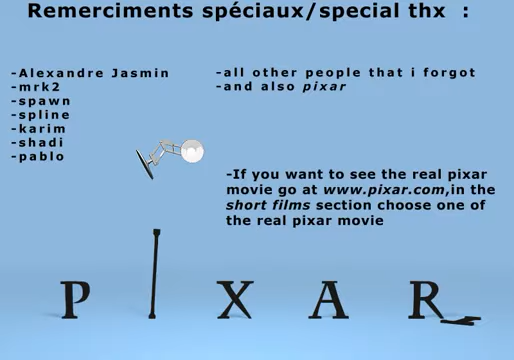 Remerciments spéciaux/special thx :
-Alexandre Jasmin
-mrk2
-spawn
-spline
-karim
-shadi
-pablo
-all other people that i forgot
-and also pixar
-If you want to see the real pixar
movie go at www.pixar.com,in the
short films section choose one of
the real pixar movie
PIXAR